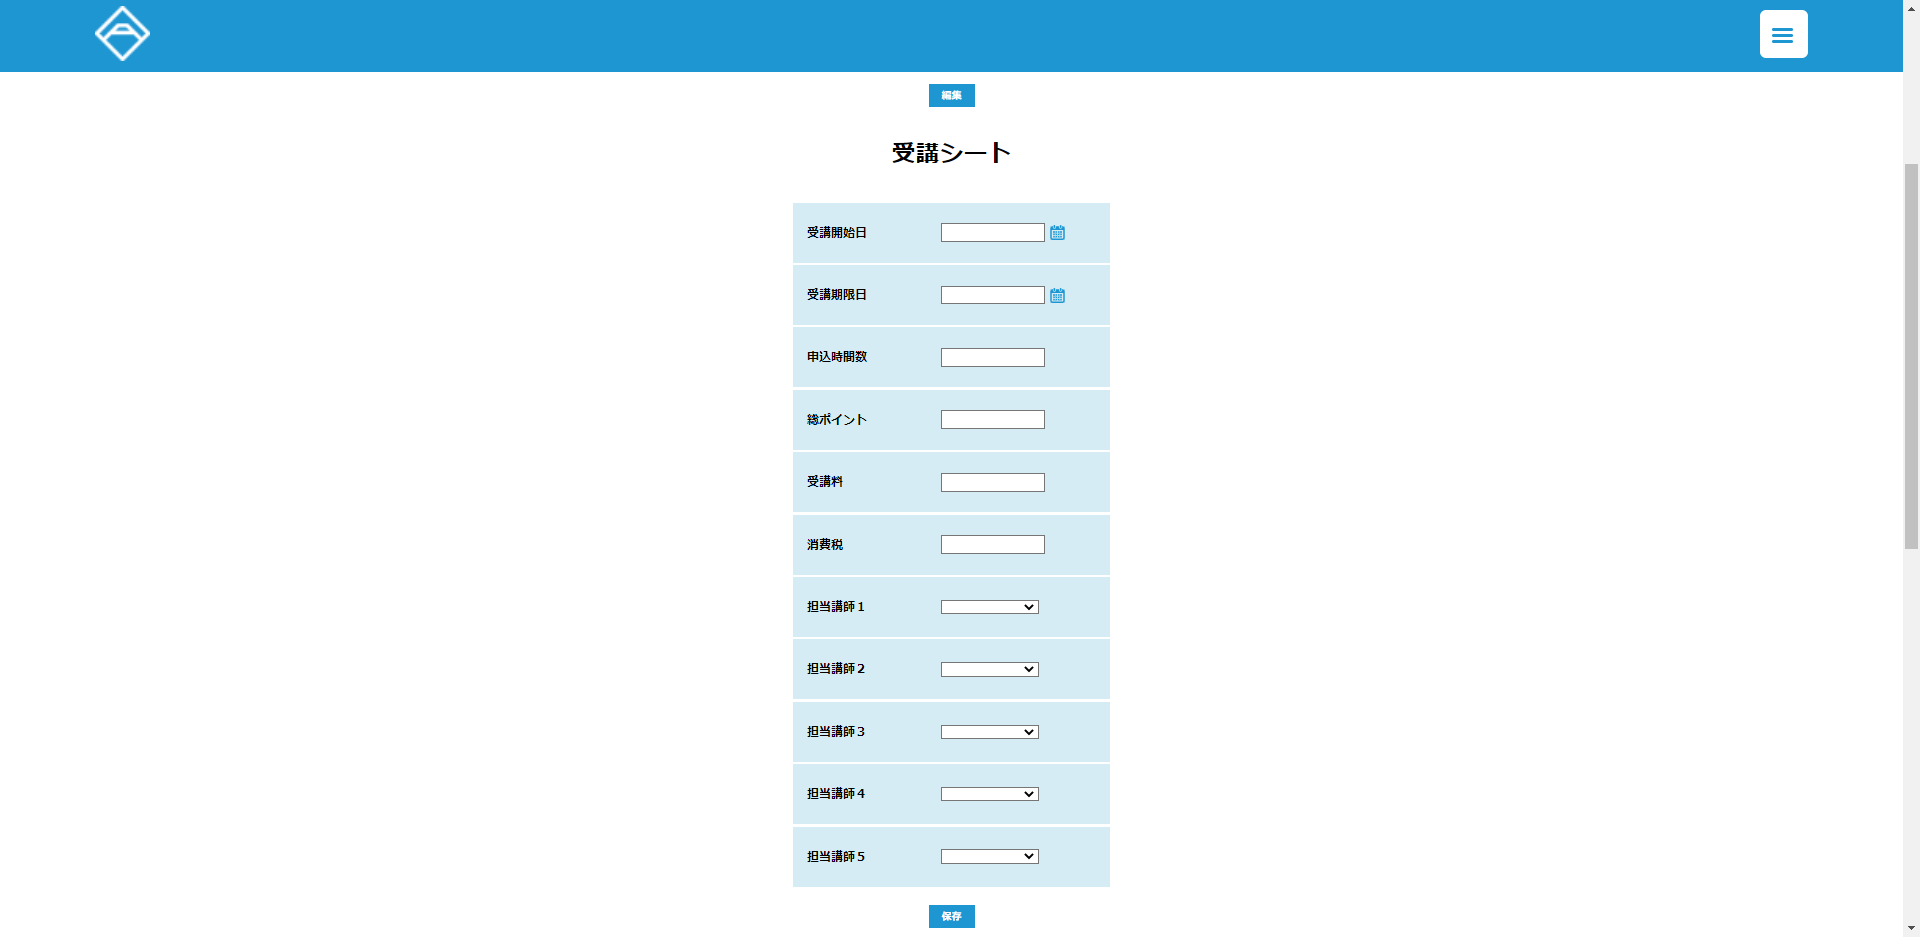 編集
受講シート
受講開始日
受講期限日
申込時間数
総ポイント
受講料
消費税
担当講師１
担当講師２
担当講師３
担当講師４
担当講師５
保存